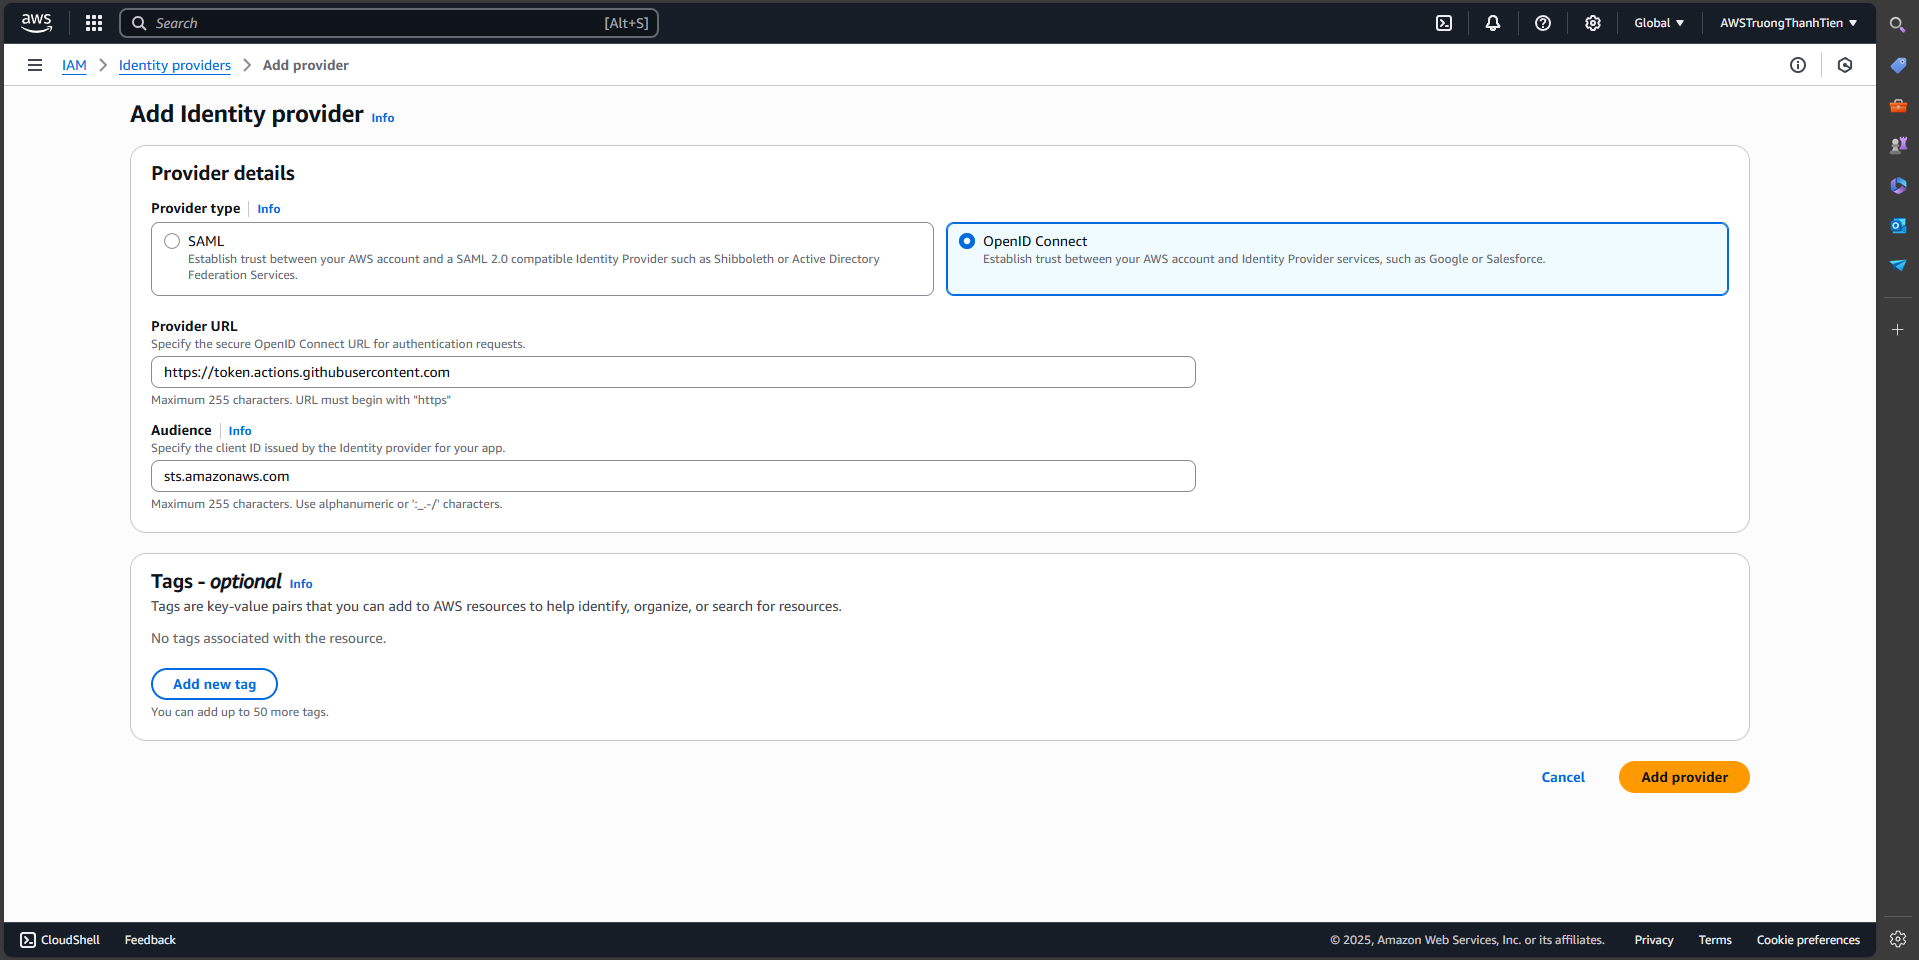 aws
Search [Alt+S]
Global
AWSTruongThanhTien
IAM
Identity providers
Add provider
Add Identity provider Info
Provider details
Provider type Info
SAML
Establish trust between your AWS account and a SAML 2.0 compatible Identity Provider such as Shibboleth or Active Directory
Federation Services.
OpenID Connect
Establish trust between your AWS account and Identity Provider services, such as Google or Salesforce.
Provider URL
Specify the secure OpenID Connect URL for authentication requests.
https://token.actions.githubusercontent.com
Maximum 255 characters. URL must begin with "https"
Audience Info
Specify the client ID issued by the Identity provider for your app.
sts.amazonaws.com
Maximum 255 characters. Use alphanumeric or ':_.-/' characters.
Tags - optional Info
Tags are key-value pairs that you can add to AWS resources to help identify, organize, or search for resources.
No tags associated with the resource.
Add new tag
You can add up to 50 more tags.
Cancel
Add provider
CloudShell
Feedback
© 2025, Amazon Web Services, Inc. or its affiliates.
Privacy
Terms
Cookie preferences